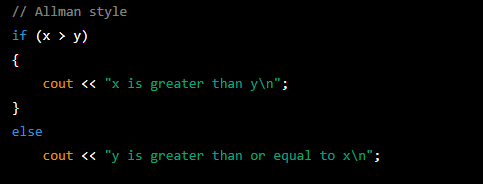 // Allman style
if (x > y)
{
    cout << "x is greater than y\n";
}
else
    cout << "y is greater than or equal to x\n";